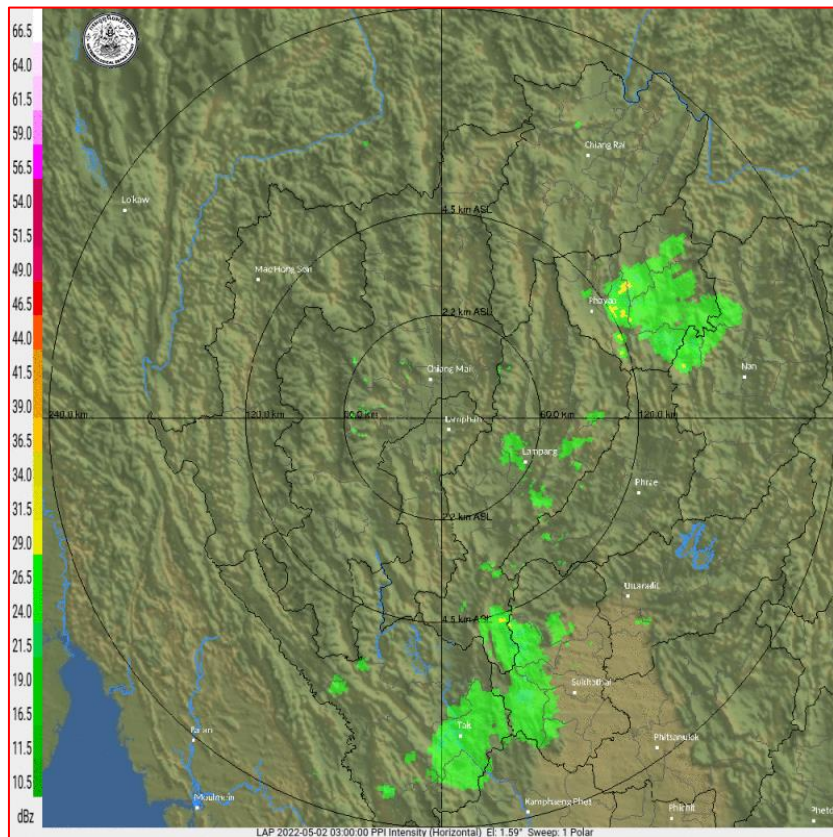 66.5
64.0
61.5
59.0
56.5
54.0
51.5
49.0
46.5
44.0
41.5
39.0
36.5
34.0
31.5
29.0
26.5
24.0
21.5
19.0
16.5
11.5
10.5
dBz
Chiang Rai
Loikaw
4.5 km ASL
Mae Hong Son
Phayao
2.2 km ASL
Chiang Mai
Nan
240.0 km
120.0 km
60.0 km
60.0 km
120.0 km
Lamphun
Lampang
Phrae
2.2 km ASL
Uttaradit
4.5 km ASL
Sukhothai
Tak
Pa'an
Phitsanulok
Moulmein
Kamphaeng Phet
Phichit
LAP 2022-05-02 03:00:00 PPI Intensity (Horizontal) El: 1.59° Sweep: 1 Polar